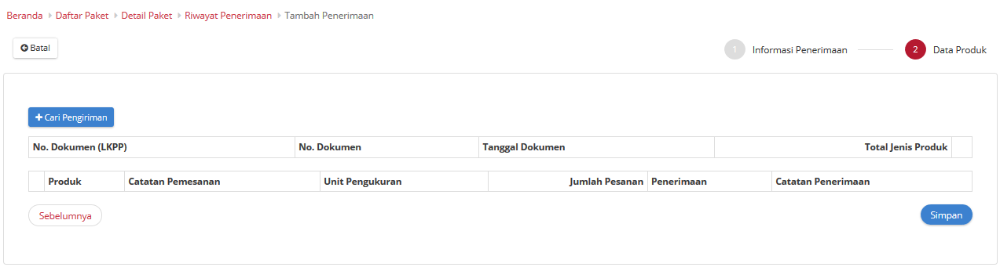 Beranda Daftar Paket Detail Paket Riwayat Penerimaan Tambah Penerimaan
Batal
1 Informasi Penerimaan 2 Data Produk
+ Cari Pengiriman
No. Dokumen (LKPP) No. Dokumen Tanggal Dokumen Total Jenis Produk
Produk Catatan Pemesanan Unit Pengukuran Jumlah Pesanan Penerimaan Catatan Penerimaan
Sebelumnya Simpan